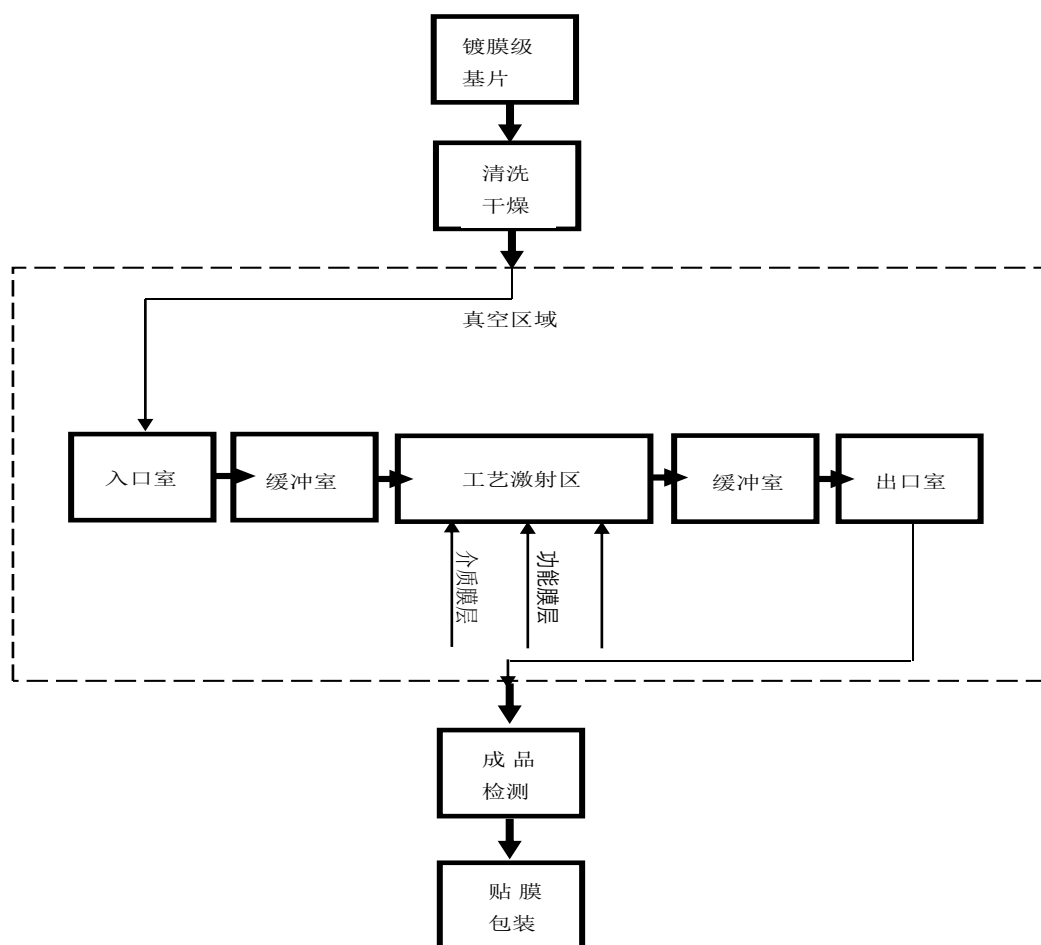 镀膜级
基片
清洗
干燥
真空区域
入口室
缓冲室
工艺激射区
缓冲室
出口室
介质膜层
功能膜层
成 品
检测
贴 膜
包装